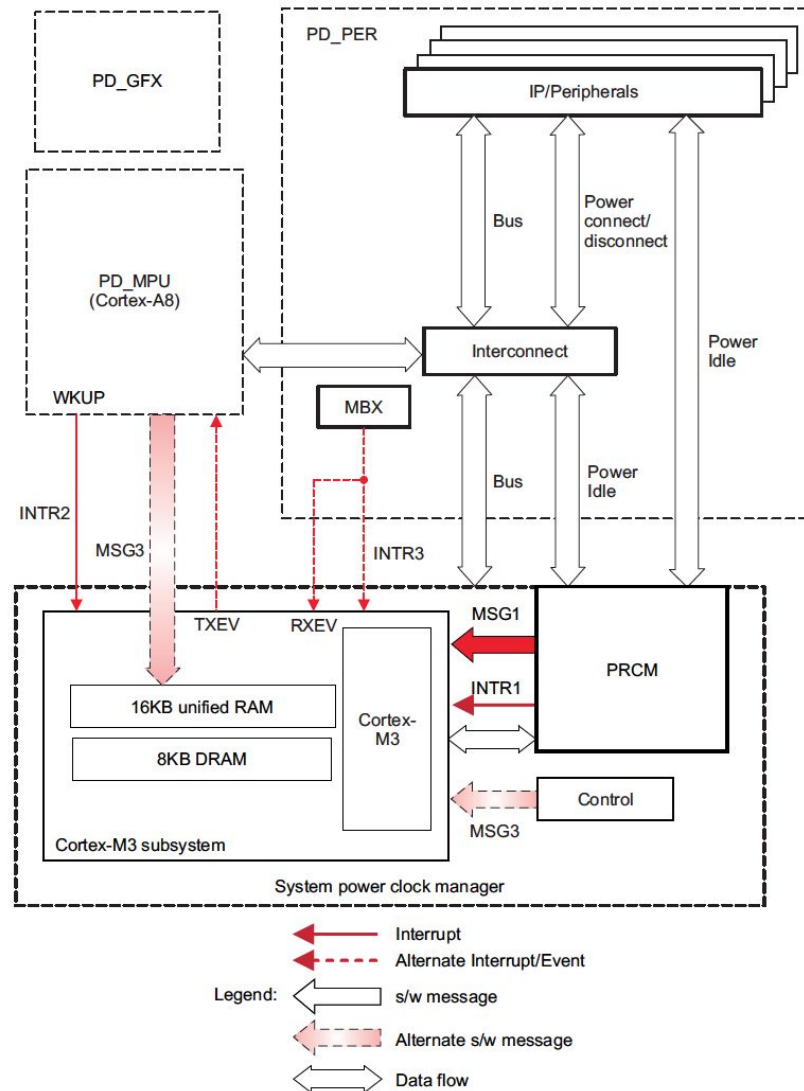 PD_GFX
PD_PER
IP/Peripherals
Bus
Power
connect/
disconnect
PD_MPU
(Cortex-A8)
Interconnect
Power
Idle
WKUP
MBX
Bus
Power
Idle
INTR2
MSG3
INTR3
TXEV
RXEV
MSG1
PRCM
INTR1
16KB unified RAM
Cortex-
M3
8KB DRAM
Control
MSG3
Cortex-M3 subsystem
System power clock manager
Interrupt
Alternate Interrupt/Event
Legend:
s/w message
Alternate s/w message
Data flow